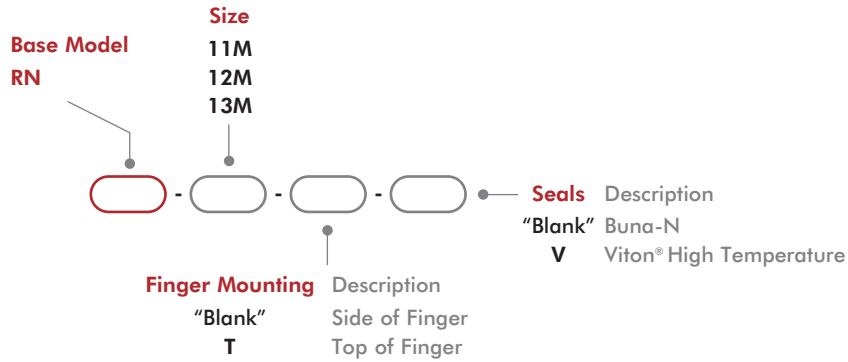 Size
Base Model
11M
RN
12M
13M
- - -
Seals Description
"Blank" Buna-N
V Viton® High Temperature
Finger Mounting Description
"Blank" Side of Finger
T Top of Finger